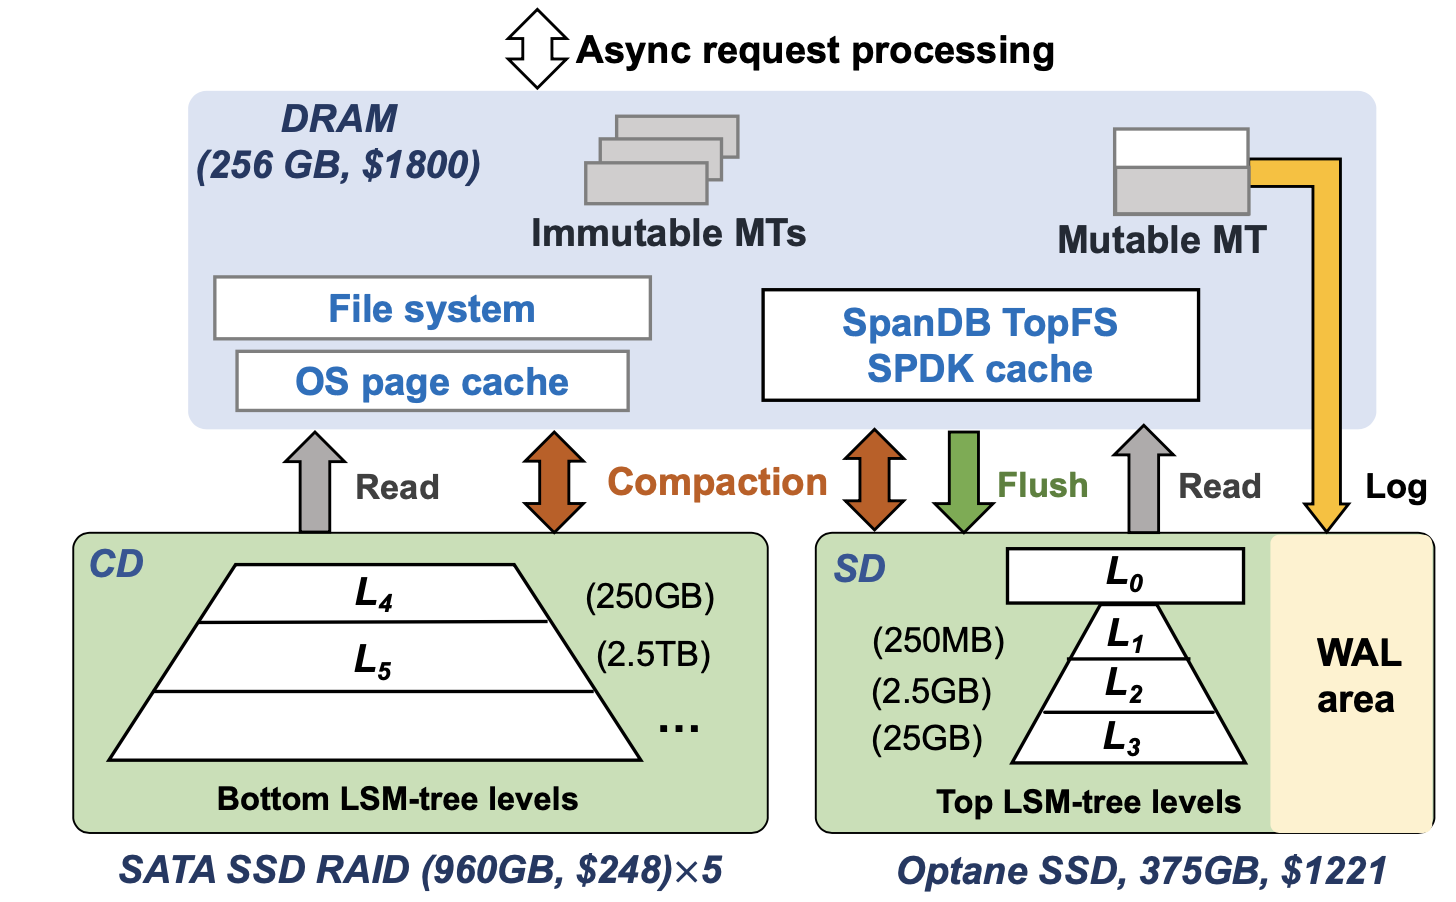 Async request processing
DRAM
(256 GB, $1800)
Immutable MTs
Mutable MT
File system
OS page cache
SpanDB TopFS
SPDK cache
Read
Compaction
Flush
Read
Log
CD
L4
(250GB)
L5
(2.5TB)
...
Bottom LSM-tree levels
SD
L0
(250MB)
L1
(2.5GB)
L2
(25GB)
L3
Top LSM-tree levels
WAL
area
SATA SSD RAID (960GB, $248)×5
Optane SSD, 375GB, $1221